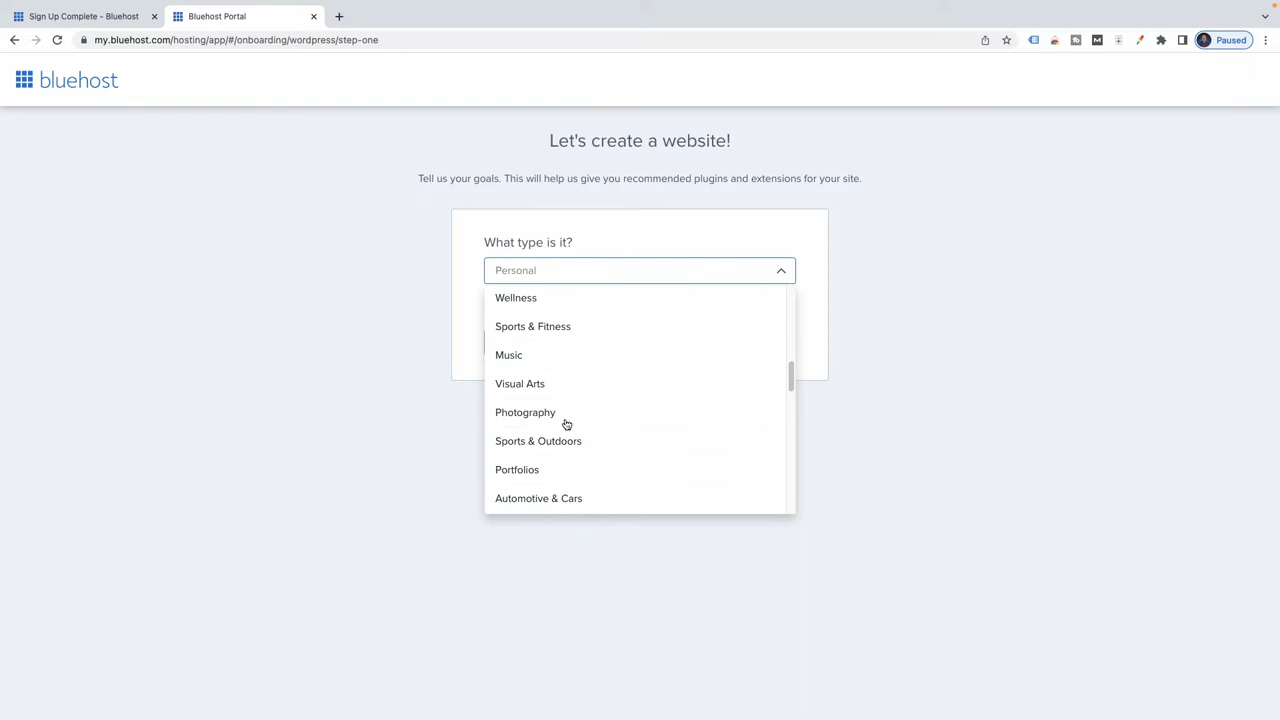 Sign Up Complete - Bluehost
Bluehost Portal
my.bluehost.com/hosting/app/#/onboarding/wordpress/step-one
Paused
bluehost
Let's create a website!
Tell us your goals. This will help us give you recommended plugins and extensions for your site.
What type is it?
Personal
Wellness
Sports & Fitness
Music
Visual Arts
Photography
Sports & Outdoors
Portfolios
Automotive & Cars